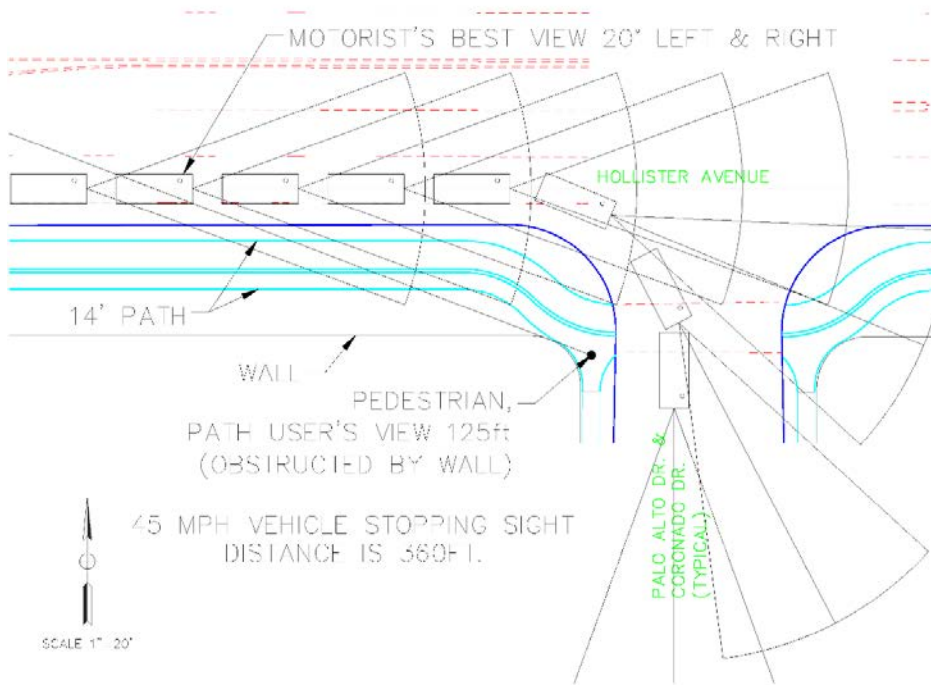 MOTORIST'S BEST VIEW 20° LEFT & RIGHT
HOLLISTER AVENUE
14' PATH
WALL
PEDESTRIAN,
PATH USER'S VIEW 125ft
(OBSTRUCTED BY WALL)
45 MPH VEHICLE STOPPING SIGHT
DISTANCE IS 360FT.
PALO ALTO DR. &
CORONADO DR.
(TYPICAL)
SCALE 1" 20'